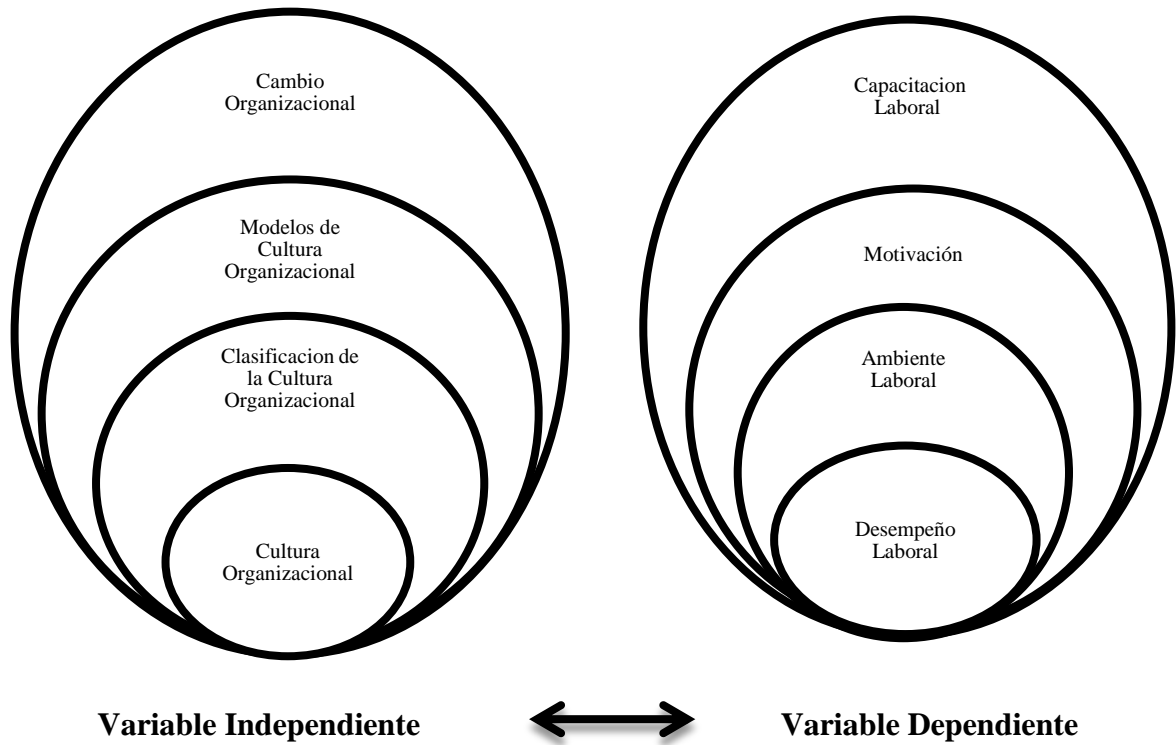 Cambio
Organizacional
Modelos de
Cultura
Organizacional
Clasificacion de
la Cultura
Organizacional
Cultura
Organizacional
Capacitacion
Laboral
Motivación
Ambiente
Laboral
Desempeño
Laboral
Variable Independiente
Variable Dependiente